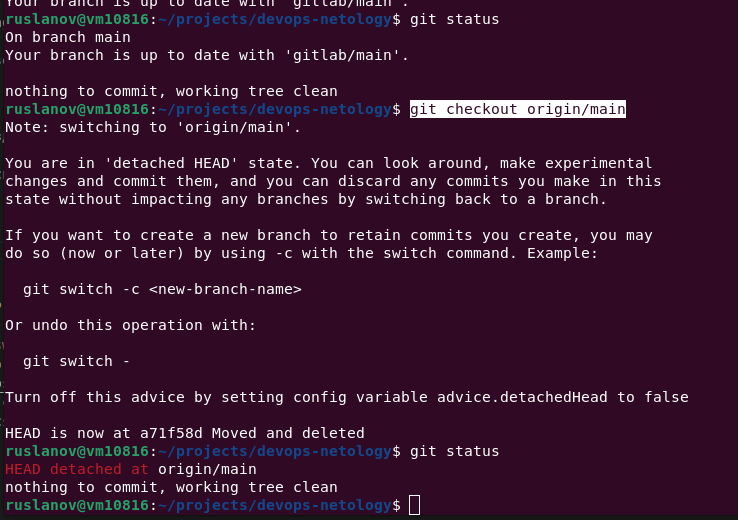 Your branch is up to date with 'gitlab/main'.
ruslanov@vm10816:~/projects/devops-netology$ git status
On branch main
Your branch is up to date with 'gitlab/main'.
nothing to commit, working tree clean
ruslanov@vm10816:~/projects/devops-netology$ git checkout origin/main
Note: switching to 'origin/main'.
You are in 'detached HEAD' state. You can look around, make experimental
changes and commit them, and you can discard any commits you make in this
state without impacting any branches by switching back to a branch.
If you want to create a new branch to retain commits you create, you may
do so (now or later) by using -c with the switch command. Example:
git switch -c <new-branch-name>
Or undo this operation with:
git switch -
Turn off this advice by setting config variable advice.detachedHead to false
HEAD is now at a71f58d Moved and deleted
ruslanov@vm10816:~/projects/devops-netology$ git status
HEAD detached at origin/main
nothing to commit, working tree clean
ruslanov@vm10816:~/projects/devops-netology$